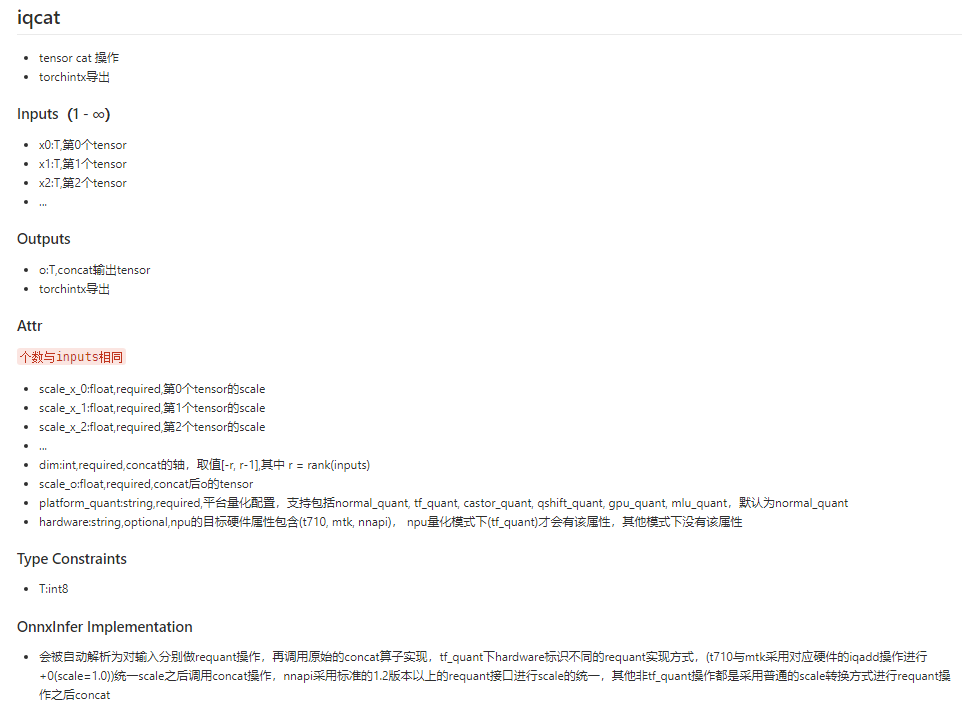 iqcat
tensor cat 操作
torchintx导出
Inputs（1 - ∞)
x0:T,第0个tensor
x1:T,第1个tensor
x2:T,第2个tensor
...
Outputs
o:T,concat输出tensor
torchintx导出
Attr
个数与inputs相同
scale_x_0:float,required,第0个tensor的scale
scale_x_1:float,required,第1个tensor的scale
scale_x_2:float,required,第2个tensor的scale
...
dim:int,required,concat的轴，取值[-r, r-1],其中 r = rank(inputs)
scale_o:float,required,concat后o的tensor
platform_quant:string,required,平台量化配置，支持包括normal_quant, tf_quant, castor_quant, qshift_quant, gpu_quant, mlu_quant，默认为normal_quant
hardware:string,optional,npu的目标硬件属性包含(t710, mtk, nnapi)， npu量化模式下(tf_quant)才会有该属性，其他模式下没有该属性
Type Constraints
T:int8
OnnxInfer Implementation
会被自动解析为对输入分别做requant操作，再调用原始的concat算子实现，tf_quant下hardware标识不同的requant实现方式，(t710与mtk采用对应硬件的iqadd操作进行
+0(scale=1.0))统一scale之后调用concat操作，nnapi采用标准的1.2版本以上的requant接口进行scale的统一，其他非tf_quant操作都是采用普通的scale转换方式进行requant操
作之后concat